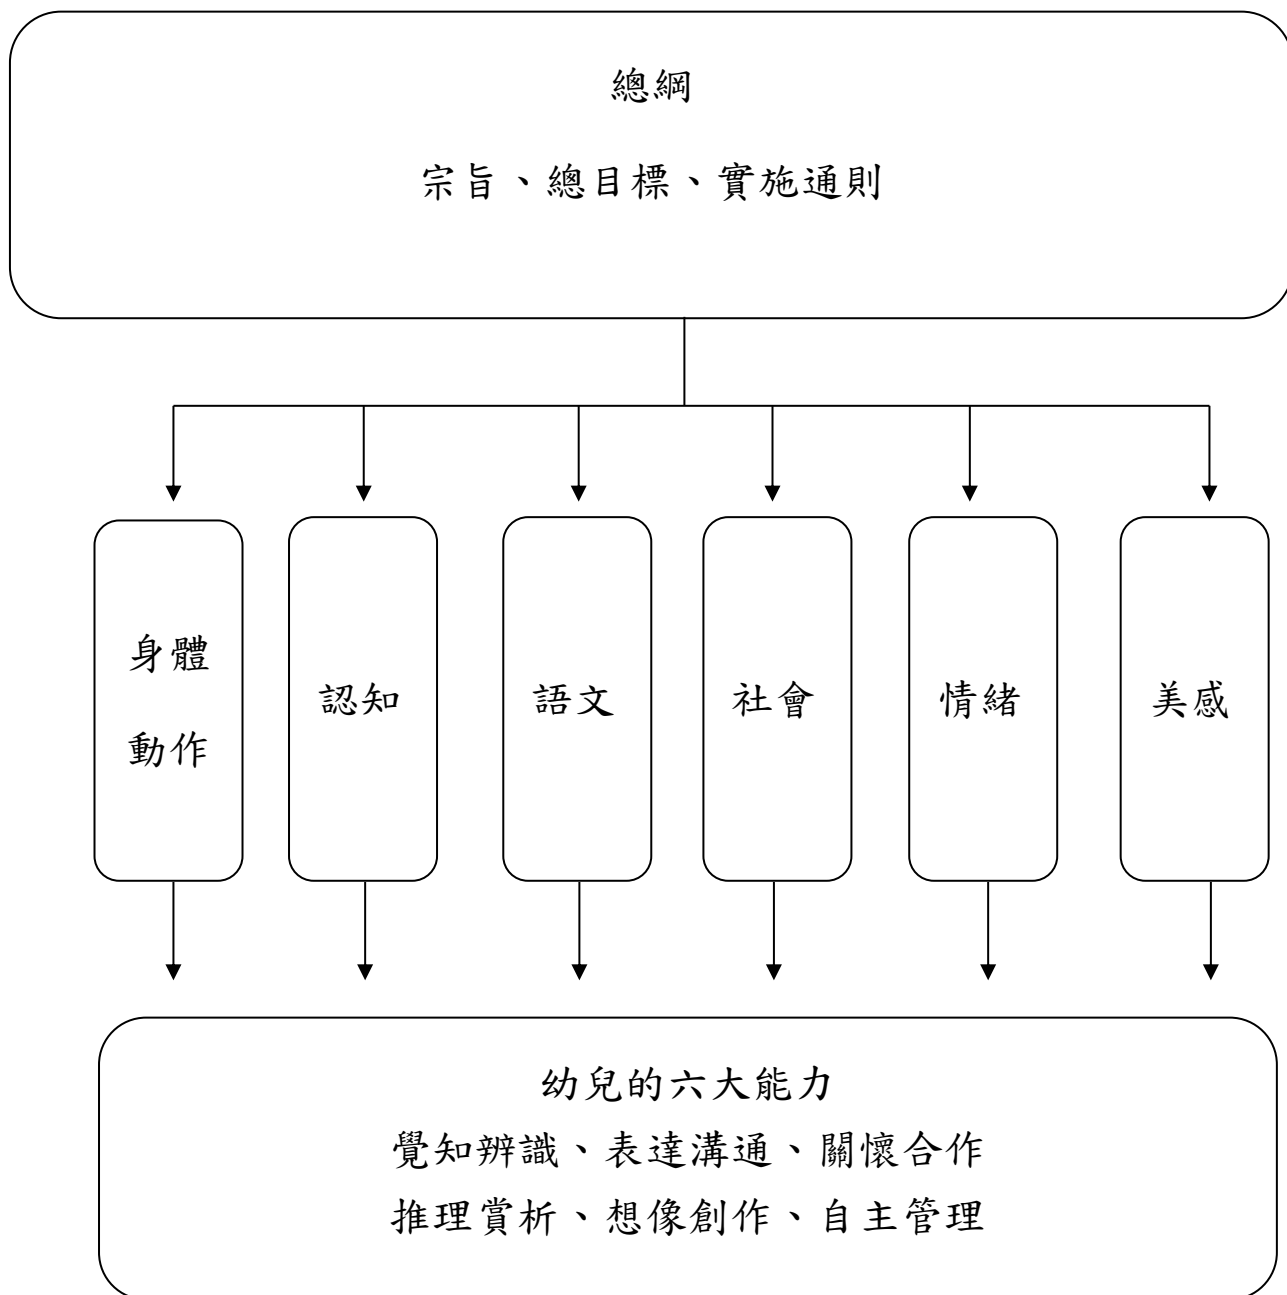 總綱
宗旨、總目標、實施通則
身體
動作
認知
語文
社會
情緒
美感
幼兒的六大能力
覺知辨識、表達溝通、關懷合作
推理賞析、想像創作、自主管理